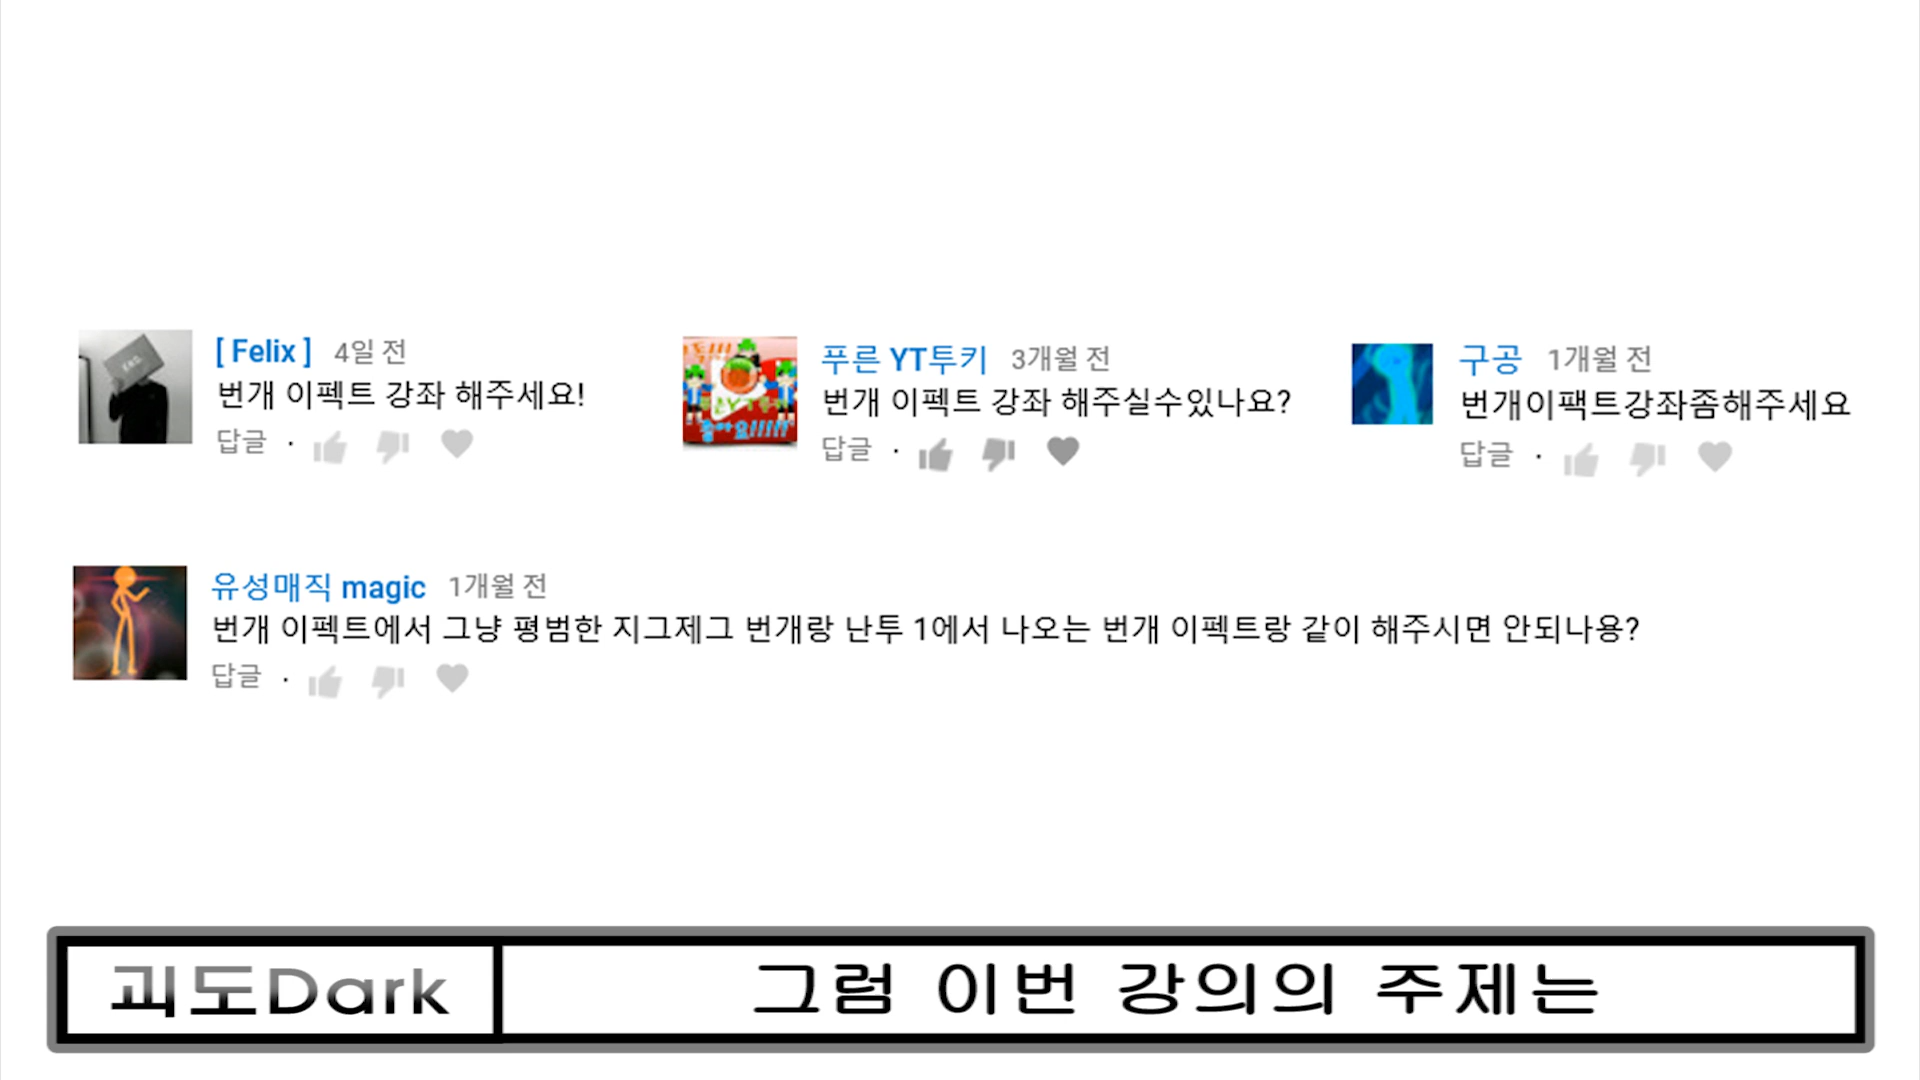 [ Felix ] 4일 전
번개 이펙트 강좌 해주세요!
답글 ·
푸른 YT투키 3개월 전
번개 이펙트 강좌 해주실수있나요?
답글 ·
구공 1개월 전
번개이팩트강좌좀해주세요
답글 ·
유성매직 magic 1개월 전
번개 이펙트에서 그냥 평범한 지그제그 번개랑 난투 1에서 나오는 번개 이펙트랑 같이 해주시면 안되나용?
답글 ·
괴도Dark
그럼 이번 강의의 주제는